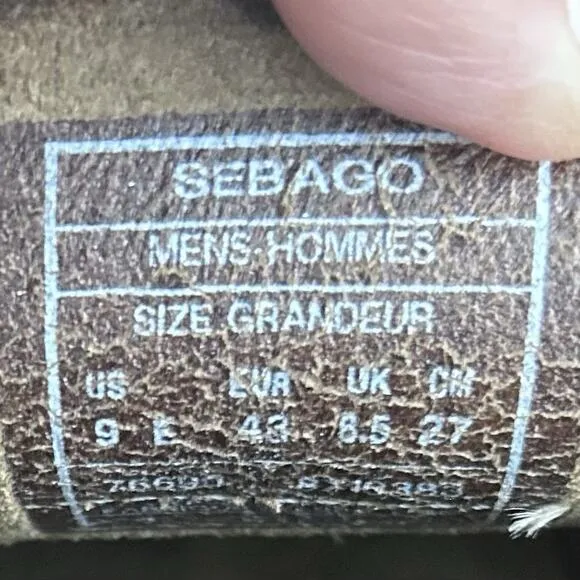 SEBAGO
MENS-HOMMES
SIZE GRANDEUR
US EUR UK CM
9 E 43 8.5 27